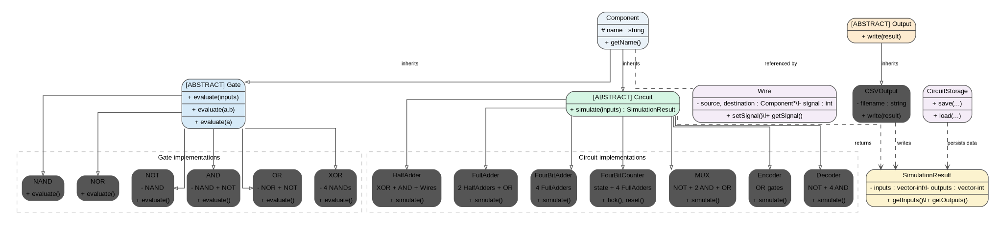 Component
# name : string
+ getName()
[ABSTRACT] Output
+ write(result)
inherits
inherits
referenced by
inherits
[ABSTRACT] Gate
+ evaluate(inputs)
+ evaluate(a,b)
+ evaluate(a)
[ABSTRACT] Circuit
+ simulate(inputs) : SimulationResult
Wire
- source, destination : Component*\l- signal : int
+ setSignal()\l+ getSignal()
CSVOutput
- filename : string
+ write(result)
CircuitStorage
+ save(...)
+ load(...)
returns
writes
persists data
Gate implementations
NAND
+ evaluate()
NOR
+ evaluate()
NOT
- NAND
+ evaluate()
AND
- NAND + NOT
+ evaluate()
OR
- NOR + NOT
+ evaluate()
XOR
- 4 NANDs
+ evaluate()
Circuit implementations
HalfAdder
XOR + AND + Wires
+ simulate()
FullAdder
2 HalfAdders + OR
+ simulate()
FourBitAdder
4 FullAdders
+ simulate()
FourBitCounter
state + 4 FullAdders
+ tick(), reset()
MUX
NOT + 2 AND + OR
+ simulate()
Encoder
OR gates
+ simulate()
Decoder
NOT + 4 AND
+ simulate()
SimulationResult
- inputs : vector-int\l- outputs : vector-int
+ getInputs()\l+ getOutputs()